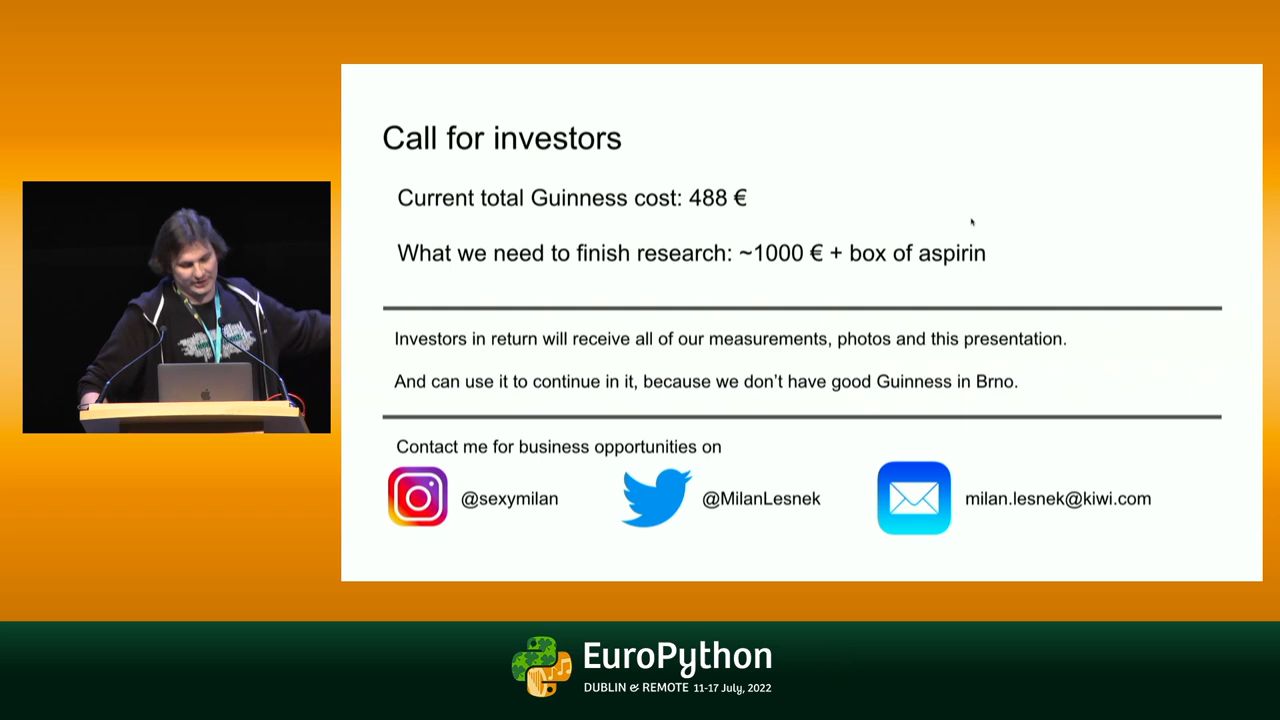 Call for investors
Current total Guinness cost: 488 €
What we need to finish research: ~1000 € + box of aspirin
Investors in return will receive all of our measurements, photos and this presentation.
And can use it to continue in it, because we don’t have good Guinness in Brno.
Contact me for business opportunities on
@sexymilan
@MilanLesnek
milan.lesnek@kiwi.com
EuroPython
DUBLIN & REMOTE 11-17 July, 2022